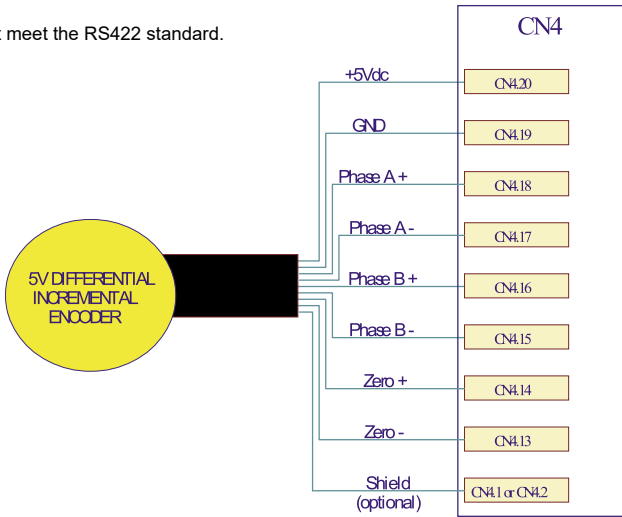 t meet the RS422 standard.
CN4
+5Vdc
CN4.20
GND
CN4.19
Phase A +
CN4.18
Phase A -
CN4.17
5V DIFFERENTIAL
INCREMENTAL
ENCODER
Phase B +
CN4.16
Phase B -
CN4.15
Zero +
CN4.14
Zero -
CN4.13
Shield
(optional)
CN4.1 or CN4.2